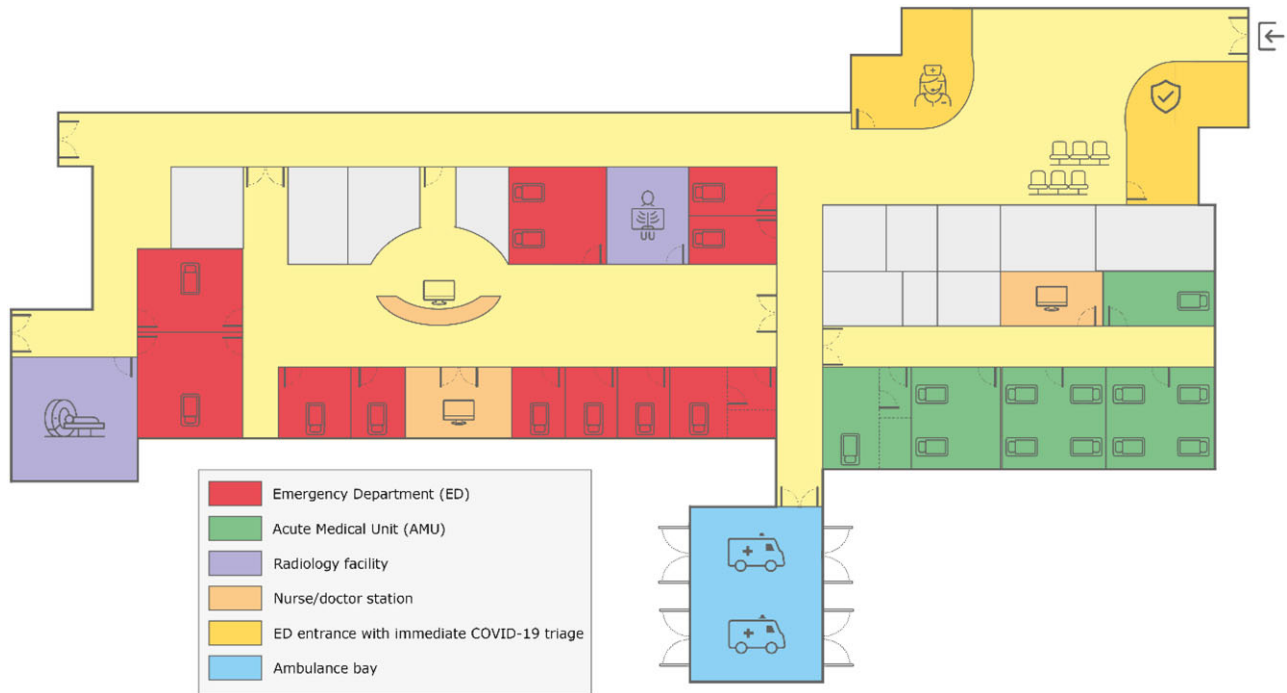 Emergency Department (ED)
Acute Medical Unit (AMU)
Radiology facility
Nurse/doctor station
ED entrance with immediate COVID-19 triage
Ambulance bay